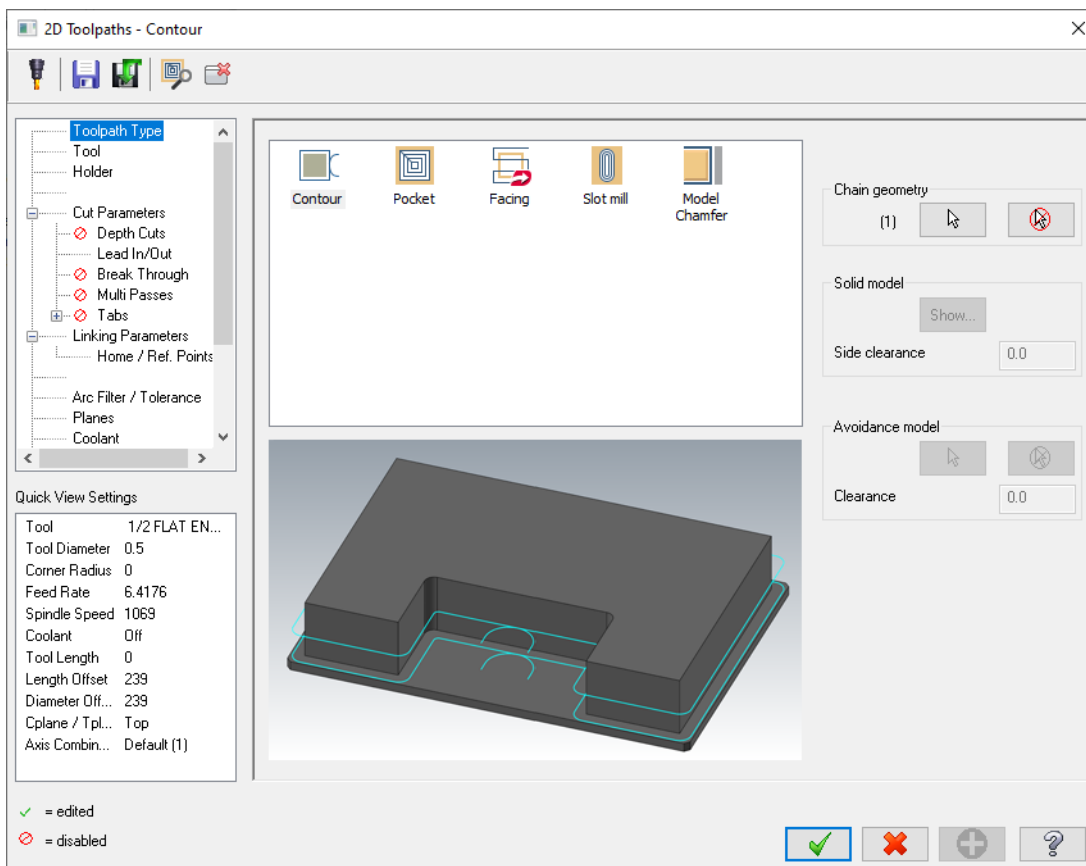 2D Toolpaths - Contour
Toolpath Type
Tool
Holder
Cut Parameters
Depth Cuts
Lead In/Out
Break Through
Multi Passes
Tabs
Linking Parameters
Home / Ref. Points
Arc Filter / Tolerance
Planes
Coolant
Contour
Pocket
Facing
Slot mill
Model
Chamfer
Chain geometry
(1)
Solid model
Show...
Side clearance 0.0
Avoidance model
Clearance 0.0
Quick View Settings
Tool 1/2 FLAT EN...
Tool Diameter 0.5
Corner Radius 0
Feed Rate 6.4176
Spindle Speed 1069
Coolant Off
Tool Length 0
Length Offset 239
Diameter Off... 239
Cplane / Tpl... Top
Axis Combin... Default (1)
= edited
= disabled